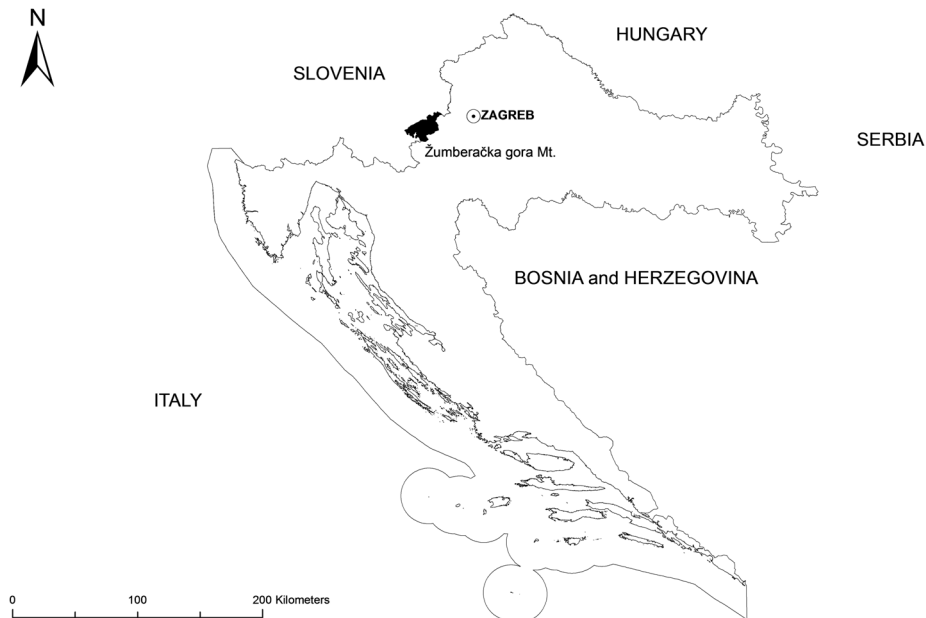 N
HUNGARY
SLOVENIA
ZAGREB
SERBIA
Žumberačka gora Mt.
BOSNIA and HERZEGOVINA
ITALY
0 100 200 Kilometers